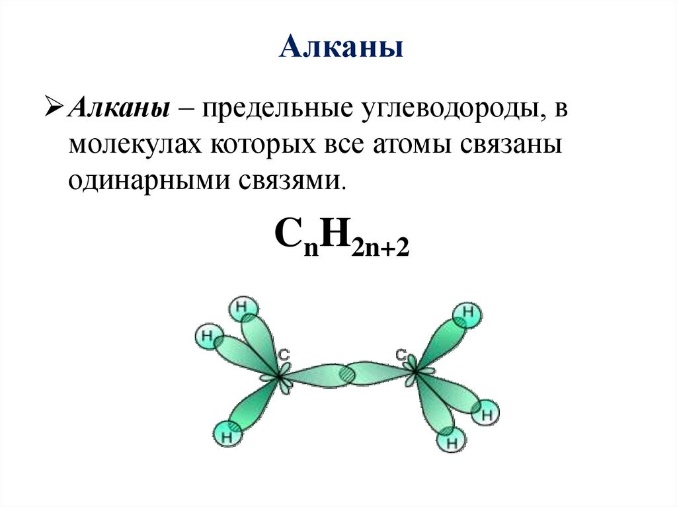 Алканы
➢ Алканы – предельные углеводороды, в
молекулах которых все атомы связаны
одинарными связями.
CnH2n+2
H
H
H
C
C
H
H
H